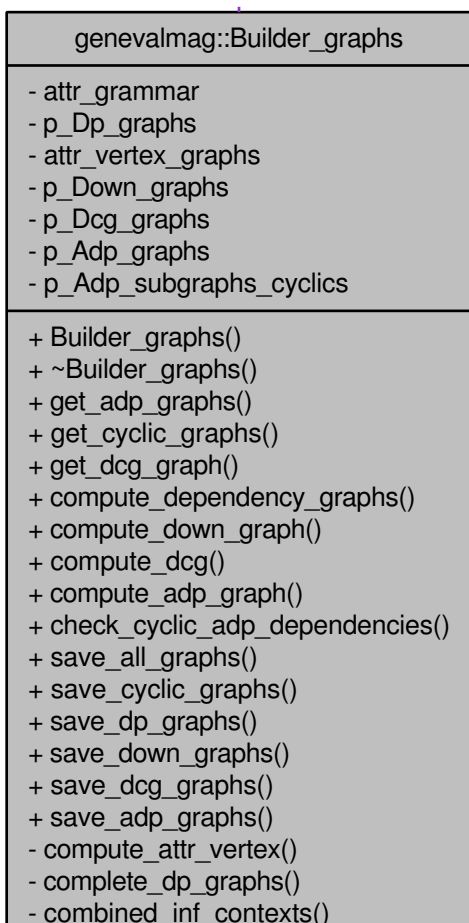 genevalmag::Builder_graphs
- attr_grammar
- p_Dp_graphs
- attr_vertex_graphs
- p_Down_graphs
- p_Dcg_graphs
- p_Adp_graphs
- p_Adp_subgraphs_cyclics
+ Builder_graphs()
+ ~Builder_graphs()
+ get_adp_graphs()
+ get_cyclic_graphs()
+ get_dcg_graph()
+ compute_dependency_graphs()
+ compute_down_graph()
+ compute_dcg()
+ compute_adp_graph()
+ check_cyclic_adp_dependencies()
+ save_all_graphs()
+ save_cyclic_graphs()
+ save_dp_graphs()
+ save_down_graphs()
+ save_dcg_graphs()
+ save_adp_graphs()
- compute_attr_vertex()
- complete_dp_graphs()
- combined_inf_contexts()